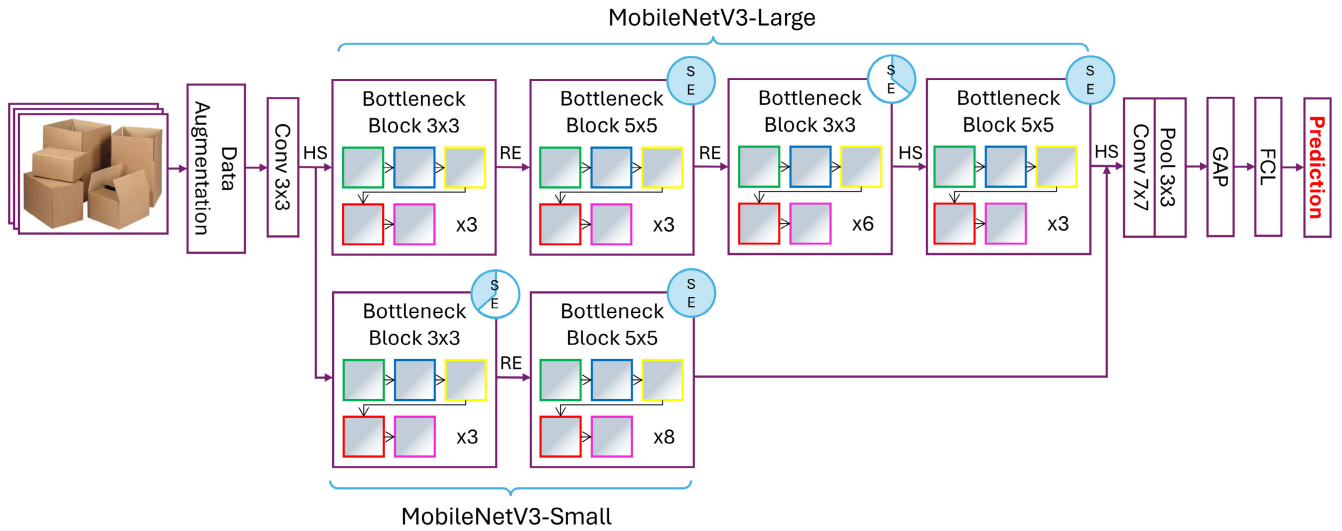 MobileNetV3-Large
Data
Augmentation
Conv 3x3
HS
Bottleneck
Block 3x3
x3
RE
S
E
Bottleneck
Block 5x5
x3
RE
S
E
Bottleneck
Block 3x3
x6
HS
S
E
Bottleneck
Block 5x5
x3
HS
Pool 3x3
Conv 7x7
GAP
FCL
Prediction
S
E
Bottleneck
Block 3x3
x3
RE
S
E
Bottleneck
Block 5x5
x8
MobileNetV3-Small